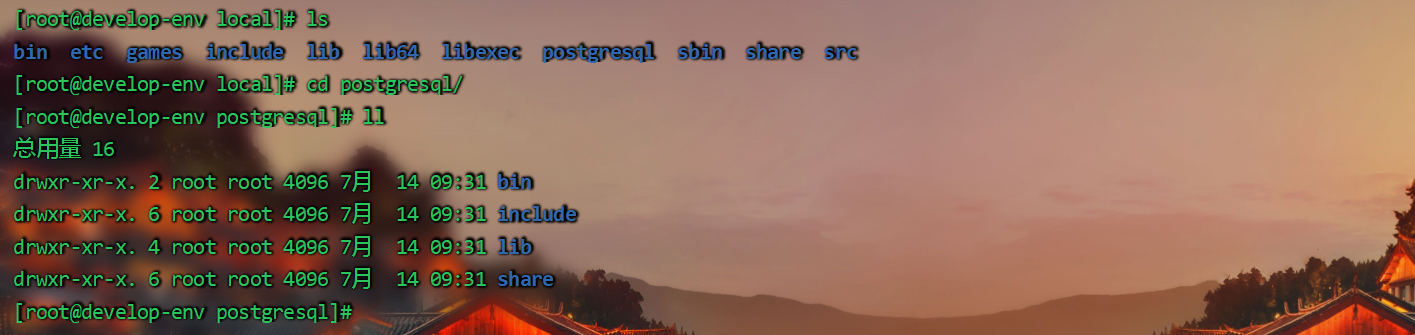 [root@develop-env local]# ls
bin  etc  games  include  lib  lib64  libexec  postgresql  sbin  share  src
[root@develop-env local]# cd postgresql/
[root@develop-env postgresql]# ll
总用量 16
drwxr-xr-x. 2 root root 4096 7月  14 09:31 bin
drwxr-xr-x. 6 root root 4096 7月  14 09:31 include
drwxr-xr-x. 4 root root 4096 7月  14 09:31 lib
drwxr-xr-x. 6 root root 4096 7月  14 09:31 share
[root@develop-env postgresql]#